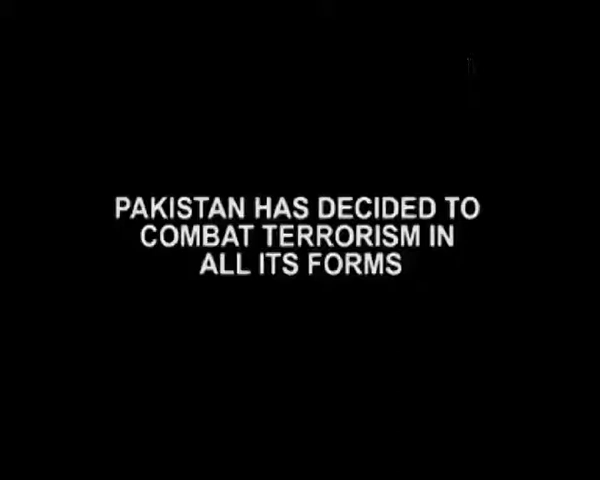 PAKISTAN HAS DECIDED TO
COMBAT TERRORISM IN
ALL ITS FORMS